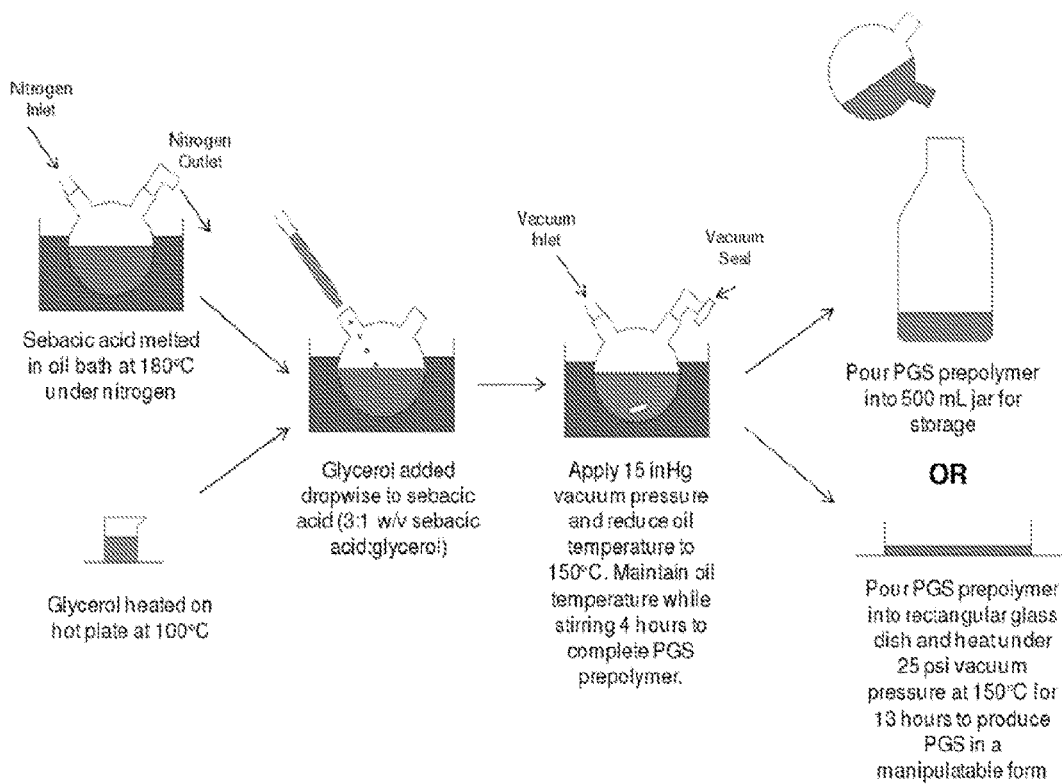 Nitrogen
Inlet
Nitrogen
Outlet
Sebacic acid melted
in oil bath at 180°C
under nitrogen
Glycerol heated on
hot plate at 100°C
Glycerol added
dropwise to sebacic
acid (3:1 w/v sebacic
acid:glycerol)
Vacuum
Inlet
Vacuum
Seal
Apply 15 inHg
vacuum pressure
and reduce oil
temperature to
150°C. Maintain oil
temperature while
stirring 4 hours to
complete PGS
prepolymer.
Pour PGS prepolymer
into 500 mL jar for
storage
OR
Pour PGS prepolymer
into rectangular glass
dish and heat under
25 psi vacuum
pressure at 150°C for
13 hours to produce
PGS in a
manipulatable form